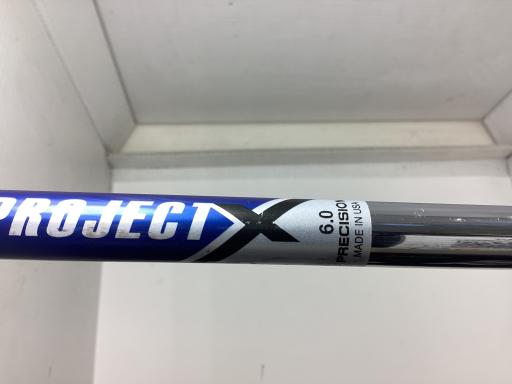 PROJECT X
6.0
PRECISION
MADE IN USA